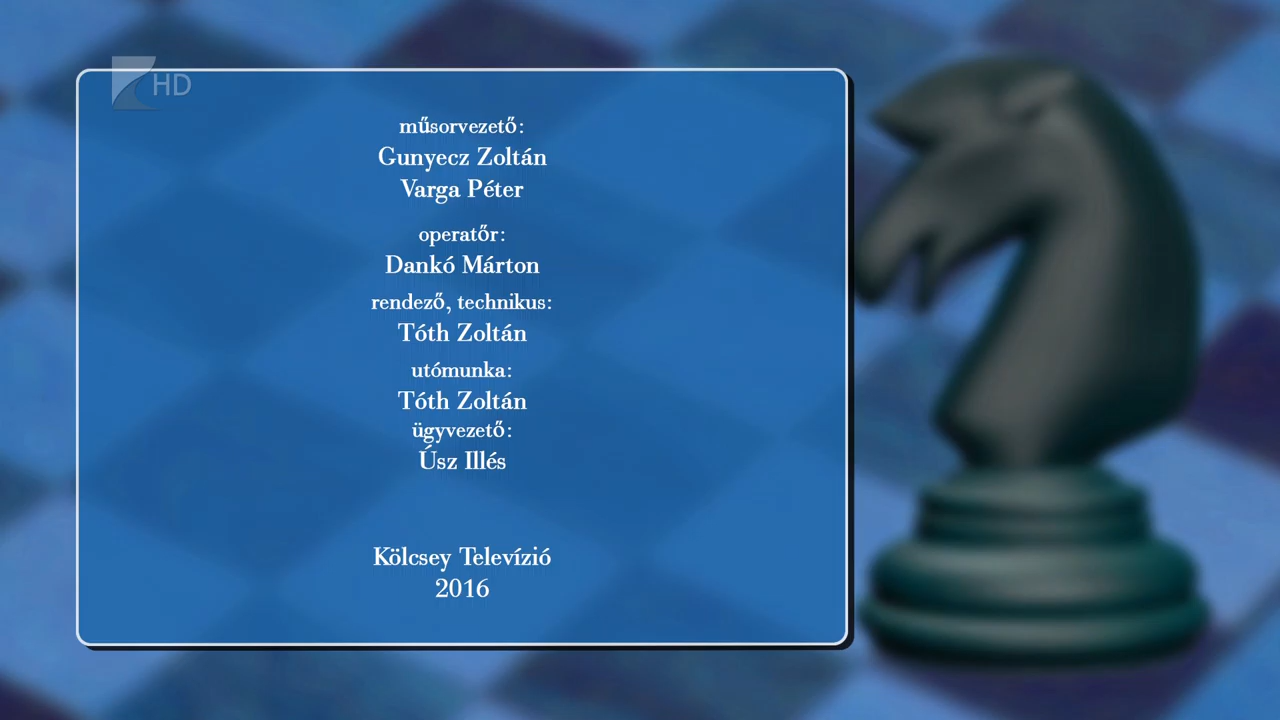 HD
műsorvezető:
Gunyecz Zoltán
Varga Péter
operatőr:
Dankó Márton
rendező, technikus:
Tóth Zoltán
utómunka:
Tóth Zoltán
ügyvezető:
Úsz Illés
Kölcsey Televízió
2016